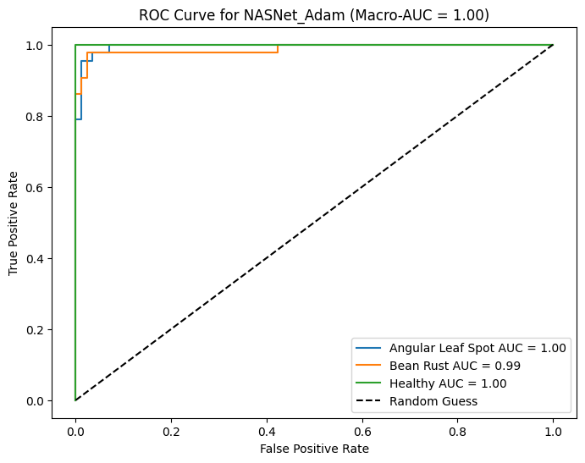 ROC Curve for NASNet_Adam (Macro-AUC = 1.00)
True Positive Rate
1.0
0.8
0.6
0.4
0.2
0.0
Angular Leaf Spot AUC = 1.00
Bean Rust AUC = 0.99
Healthy AUC = 1.00
Random Guess
0.0 0.2 0.4 0.6 0.8 1.0
False Positive Rate